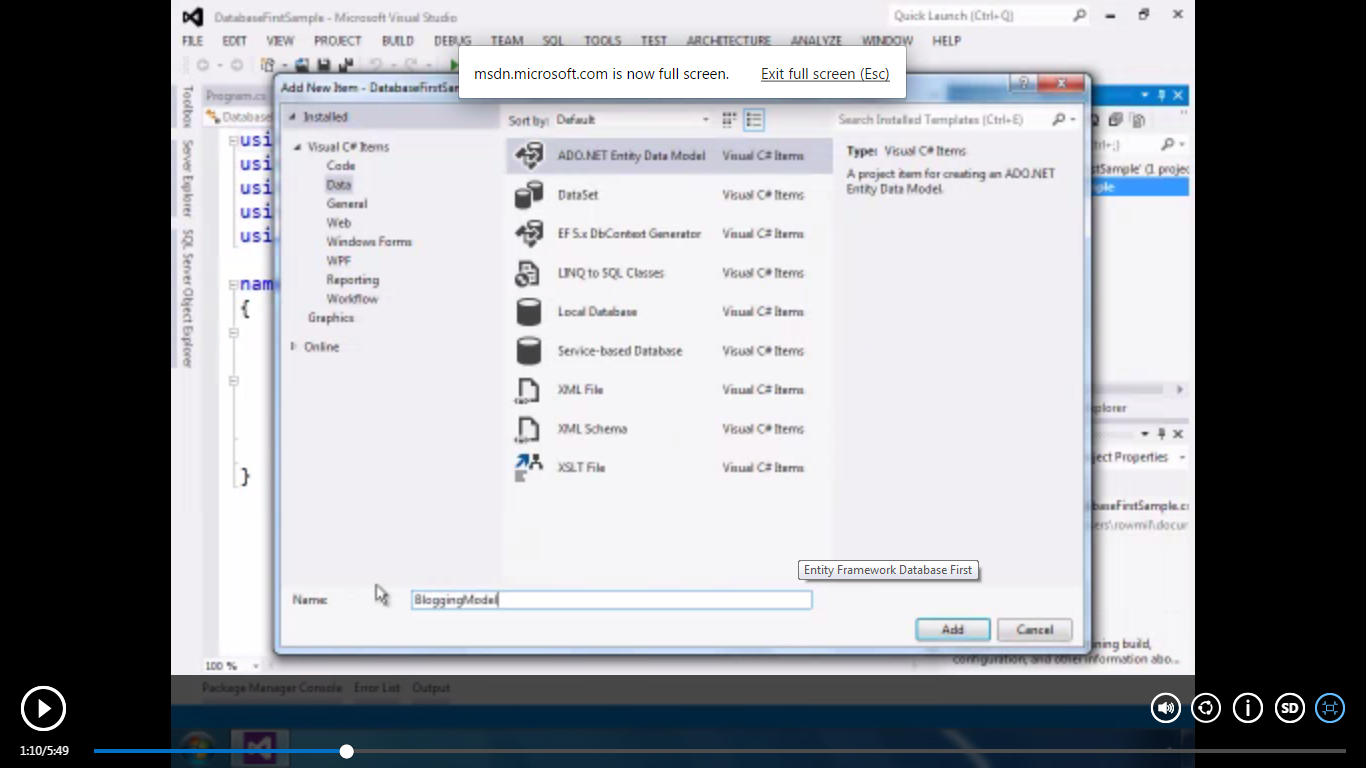 DatabaseFirstSample - Microsoft Visual Studio
Quick Launch (Ctrl+Q)
FILE EDIT VIEW PROJECT BUILD DEBUG TEAM SQL TOOLS TEST ARCHITECTURE ANALYZE WINDOW HELP
msdn.microsoft.com is now full screen. Exit full screen (Esc)
Add New Item - DatabaseFirstSam
Program.cs
Database
Toolbox
Server Explorer
SQL Server Object Explorer
usi
usi
usi
usi
usi
nam
{
}
Installed
Visual C# Items
Code
Data
General
Web
Windows Forms
WPF
Reporting
Workflow
Graphics
Online
Sort by: Default
Search Installed Templates (Ctrl+E)
ADO.NET Entity Data Model Visual C# Items
DataSet Visual C# Items
EF 5.x DbContext Generator Visual C# Items
LINQ to SQL Classes Visual C# Items
Local Database Visual C# Items
Service-based Database Visual C# Items
XML File Visual C# Items
XML Schema Visual C# Items
XSLT File Visual C# Items
Type: Visual C# Items
A project item for creating an ADO.NET
Entity Data Model.
trl+;)
stSample' (1 projec
ple
plorer
ject Properties
baseFirstSample.cs
ers\rowmil\docur
Entity Framework Database First
Name: BloggingModel
Add Cancel
ning build,
configuration, and other information abo...
100 %
Package Manager Console Error List Output
SD
1:10/5:49